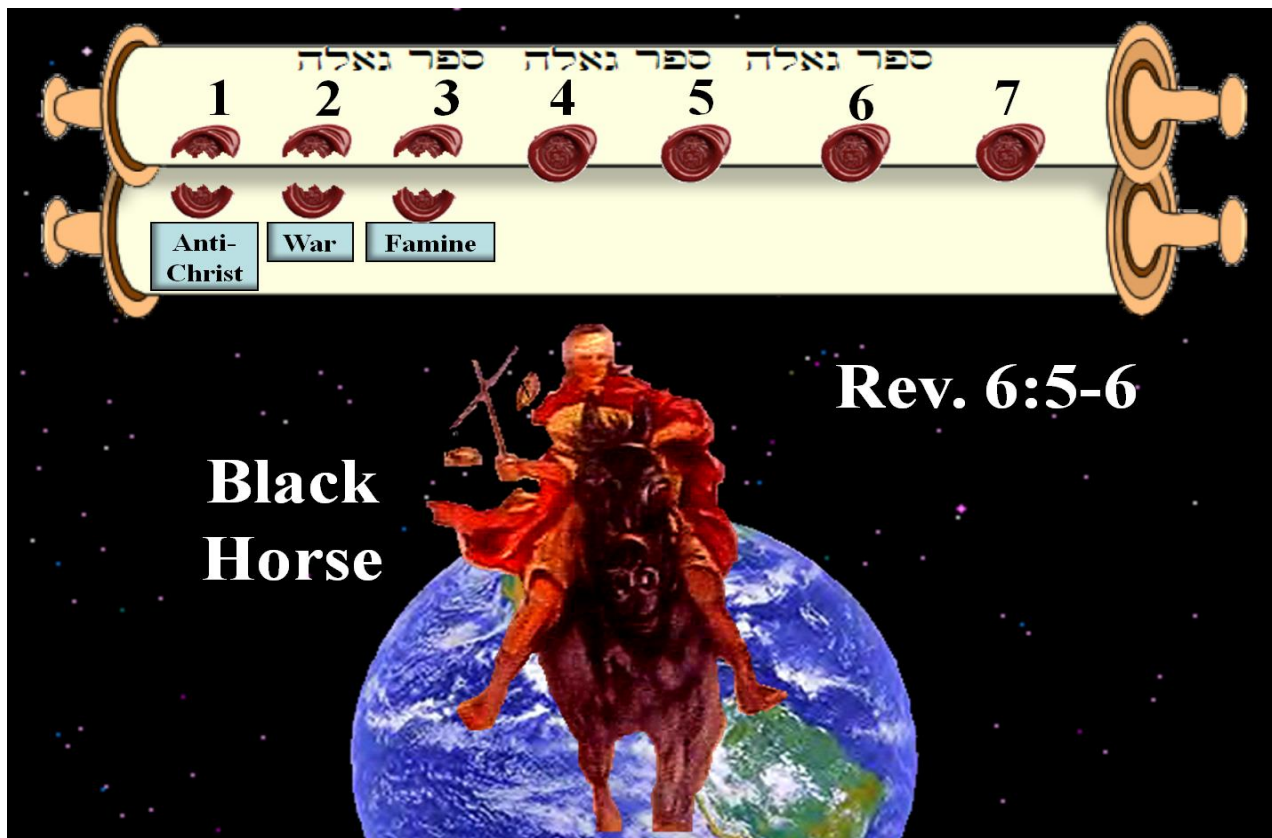 ספר גאלה ספר גאלה ספר גאלה
1 2 3 4 5 6 7
Anti-
Christ
War
Famine
Rev. 6:5-6
Black
Horse